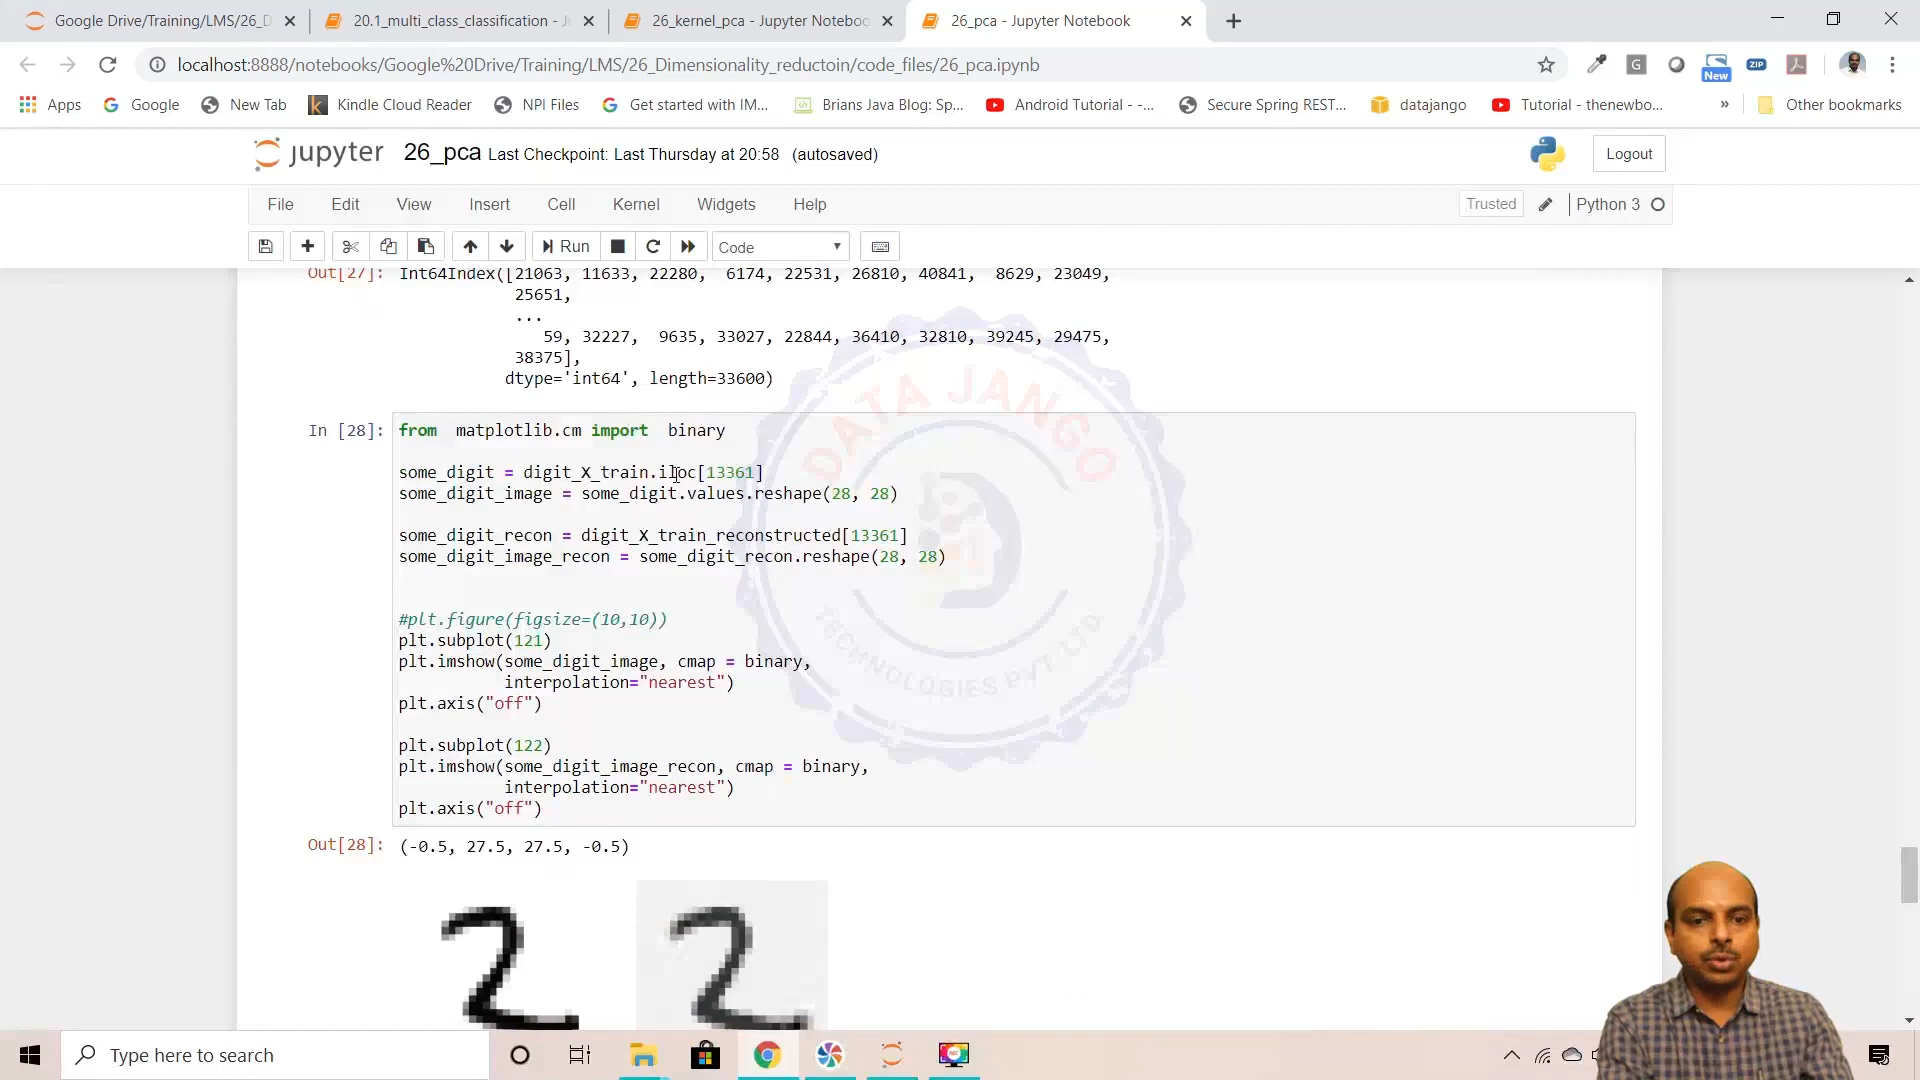 Google Drive/Training/LMS/26_D
20.1_multi_class_classification - J
26_kernel_pca - Jupyter Noteboo
26_pca - Jupyter Notebook
localhost:8888/notebooks/Google%20Drive/Training/LMS/26_Dimensionality_reductoin/code_files/26_pca.ipynb
New
ZIP
Apps
Google
New Tab
Kindle Cloud Reader
NPI Files
Get started with IM...
Brians Java Blog: Sp...
Android Tutorial - -...
Secure Spring REST...
datajango
Tutorial - thenewbo...
»
Other bookmarks
jupyter 26_pca Last Checkpoint: Last Thursday at 20:58 (autosaved)
Logout
File Edit View Insert Cell Kernel Widgets Help
Trusted
Python 3
Run
Code
Out[27]: Int64Index([21063, 11633, 22280, 6174, 22531, 26810, 40841, 8629, 23049,
25651,
...
59, 32227, 9635, 33027, 22844, 36410, 32810, 39245, 29475,
38375],
dtype='int64', length=33600)
In [28]: from matplotlib.cm import binary
some_digit = digit_X_train.iloc[13361]
some_digit_image = some_digit.values.reshape(28, 28)
some_digit_recon = digit_X_train_reconstructed[13361]
some_digit_image_recon = some_digit_recon.reshape(28, 28)
#plt.figure(figsize=(10,10))
plt.subplot(121)
plt.imshow(some_digit_image, cmap = binary,
interpolation="nearest")
plt.axis("off")
plt.subplot(122)
plt.imshow(some_digit_image_recon, cmap = binary,
interpolation="nearest")
plt.axis("off")
Out[28]: (-0.5, 27.5, 27.5, -0.5)
2 2
DATA JANGO
TECHNOLOGIES PVT LTD
Type here to search